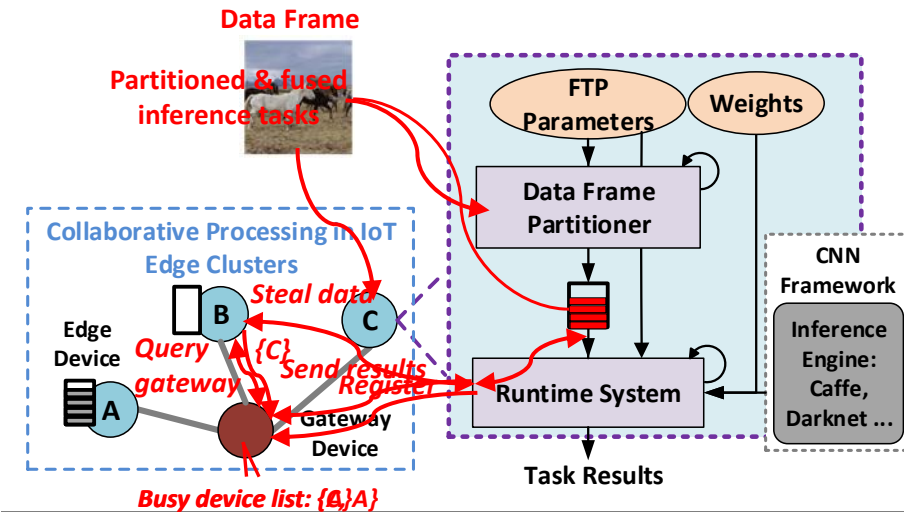 Data Frame
Partitioned & fused
inference tasks
FTP
Parameters
Weights
Data Frame
Partitioner
Collaborative Processing in IoT
Edge Clusters
CNN
Framework
Inference
Engine:
Caffe,
Darknet ...
Steal data
B
C
Edge
Device
Query
gateway
{C}
Send results
Register
Runtime System
A
Gateway
Device
Task Results
Busy device list: